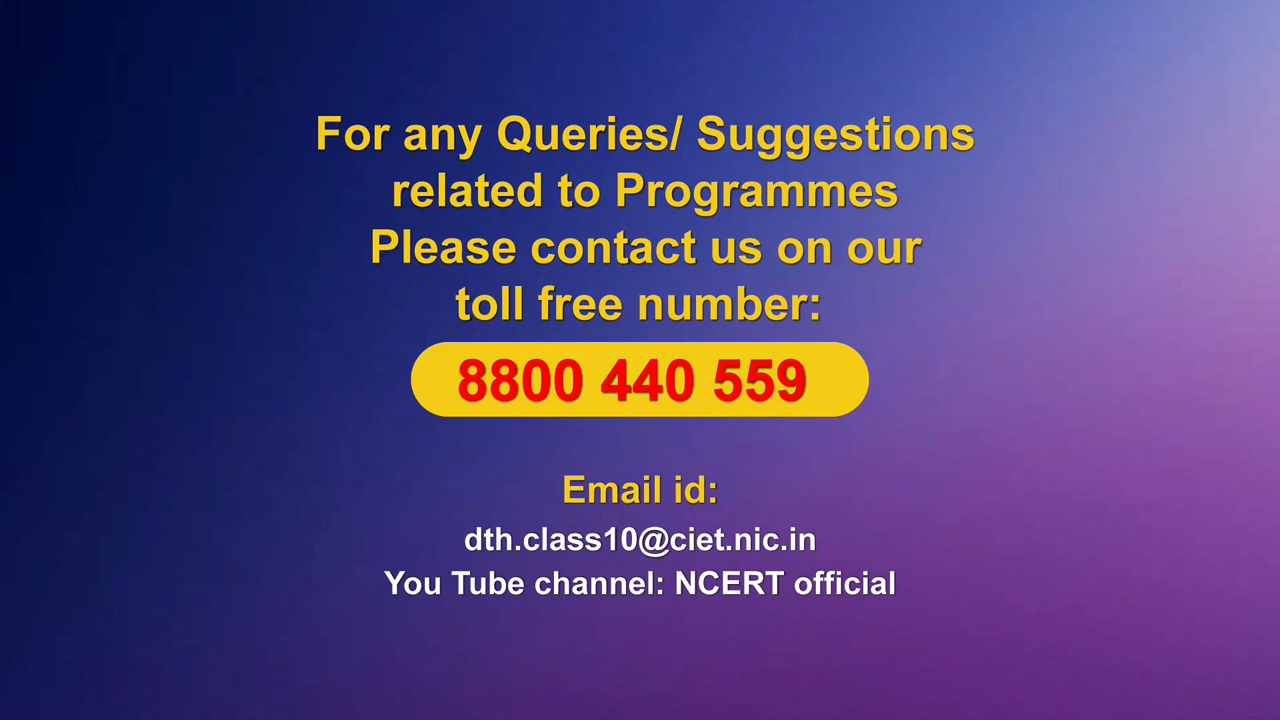 For any Queries/ Suggestions
related to Programmes
Please contact us on our
toll free number:
8800 440 559
Email id:
dth.class10@ciet.nic.in
You Tube channel: NCERT official